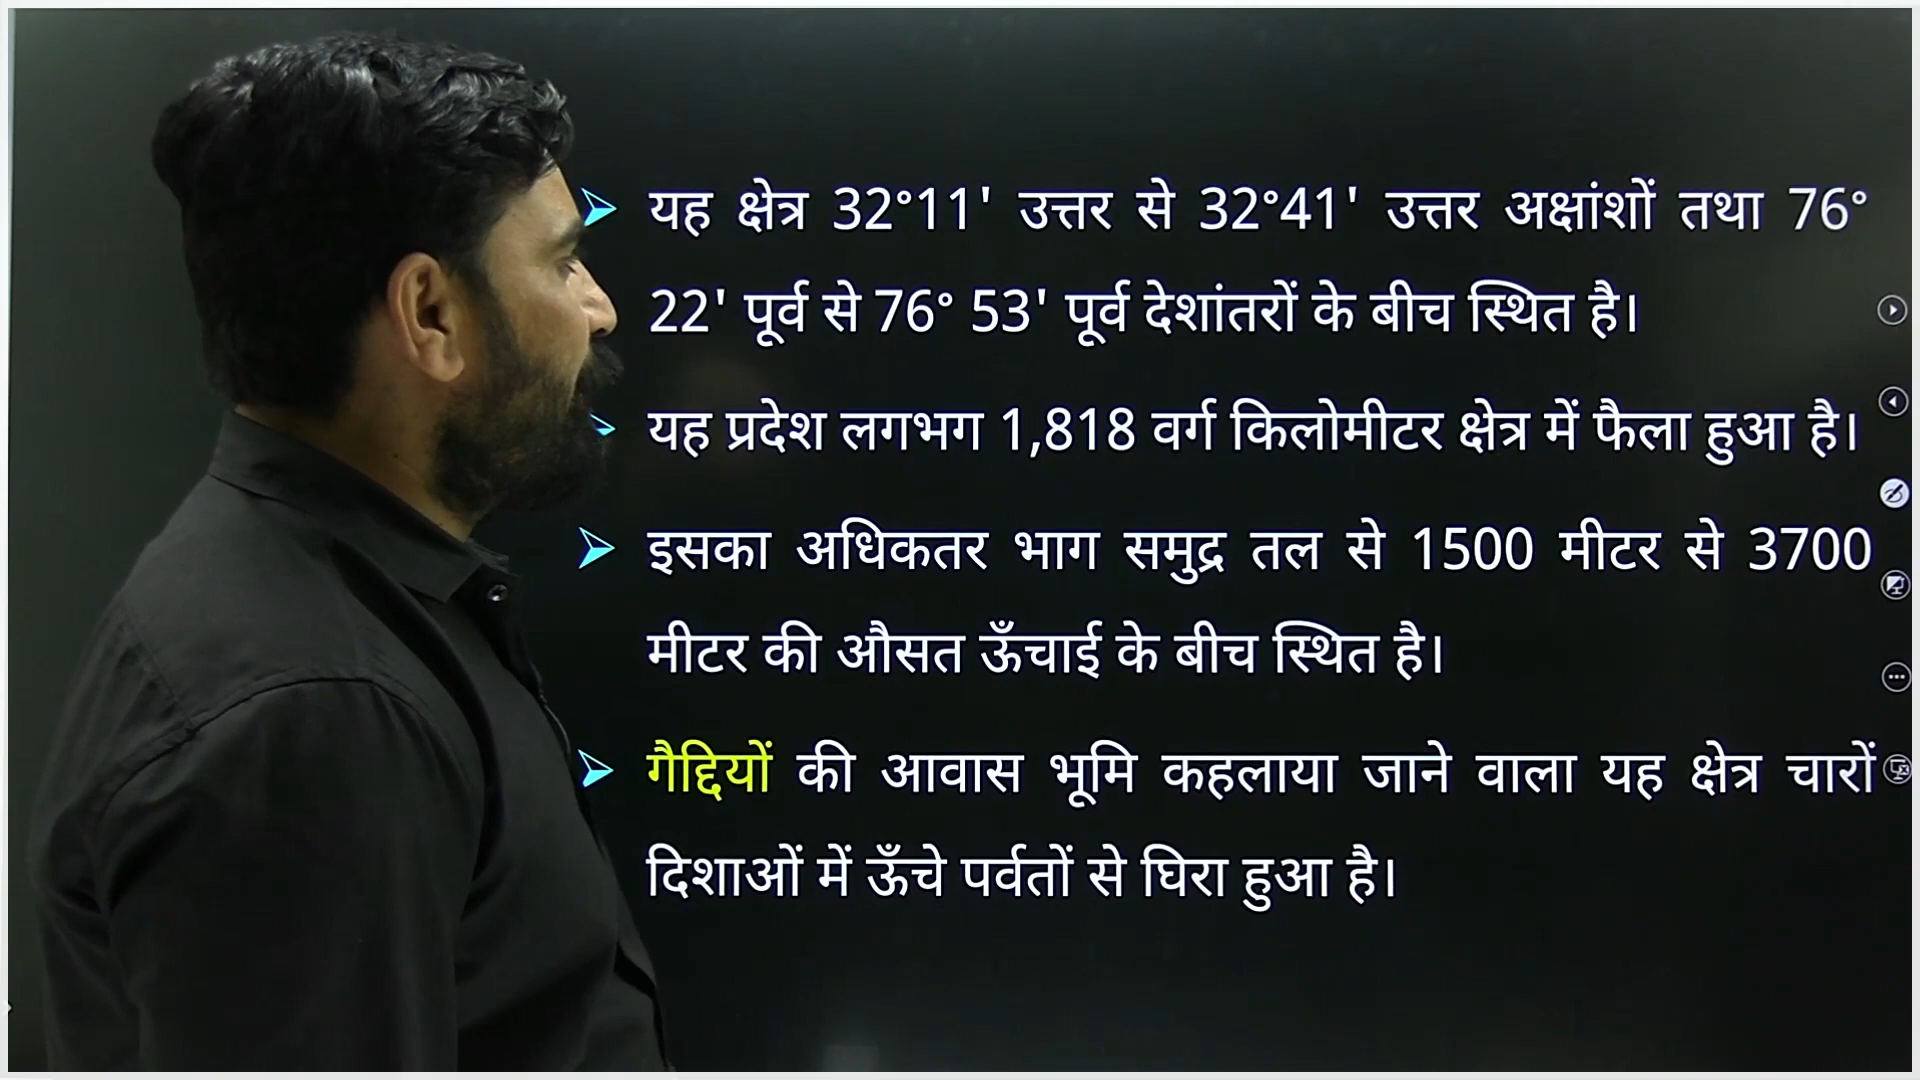 यह क्षेत्र 32°11' उत्तर से 32°41' उत्तर अक्षांशों तथा 76°
22' पूर्व से 76° 53' पूर्व देशांतरों के बीच स्थित है।
यह प्रदेश लगभग 1,818 वर्ग किलोमीटर क्षेत्र में फैला हुआ है।
इसका अधिकतर भाग समुद्र तल से 1500 मीटर से 3700
मीटर की औसत ऊँचाई के बीच स्थित है।
गैद्दियों की आवास भूमि कहलाया जाने वाला यह क्षेत्र चारों
दिशाओं में ऊँचे पर्वतों से घिरा हुआ है।